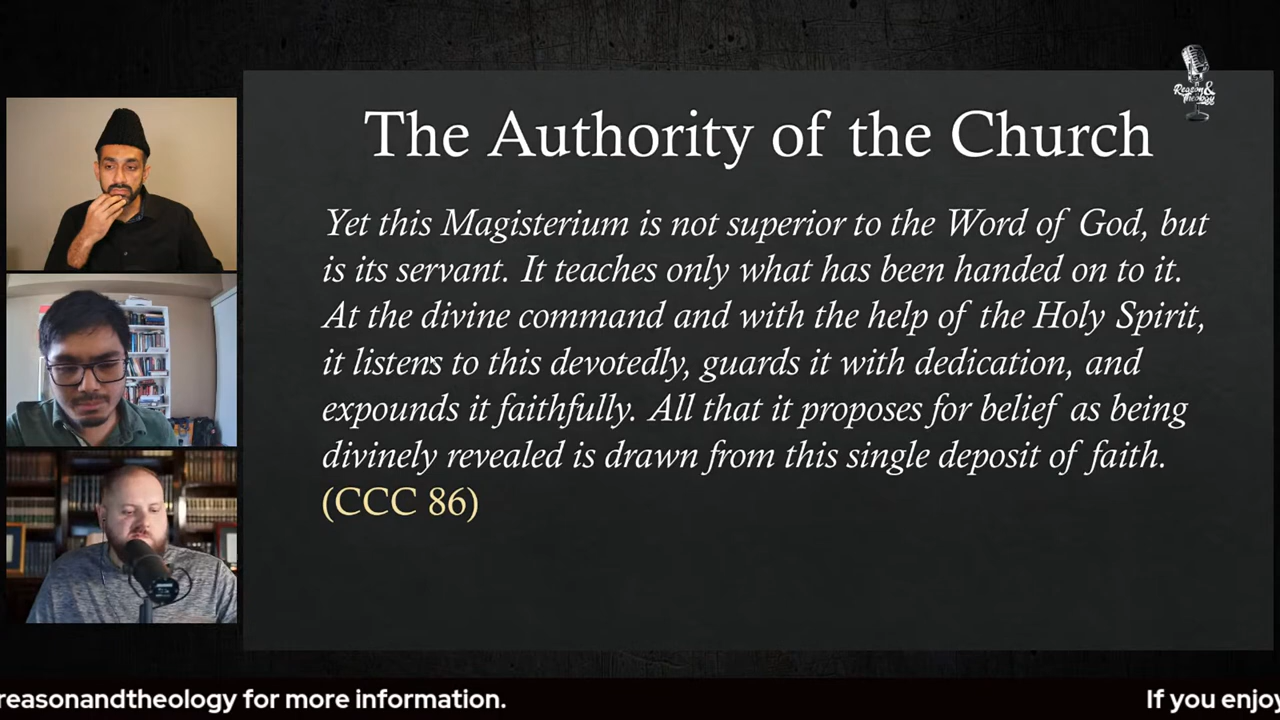 Reason &
Theology
The Authority of the Church
Yet this Magisterium is not superior to the Word of God, but
is its servant. It teaches only what has been handed on to it.
At the divine command and with the help of the Holy Spirit,
it listens to this devotedly, guards it with dedication, and
expounds it faithfully. All that it proposes for belief as being
divinely revealed is drawn from this single deposit of faith.
(CCC 86)
reasonandtheology for more information.
If you enjoy